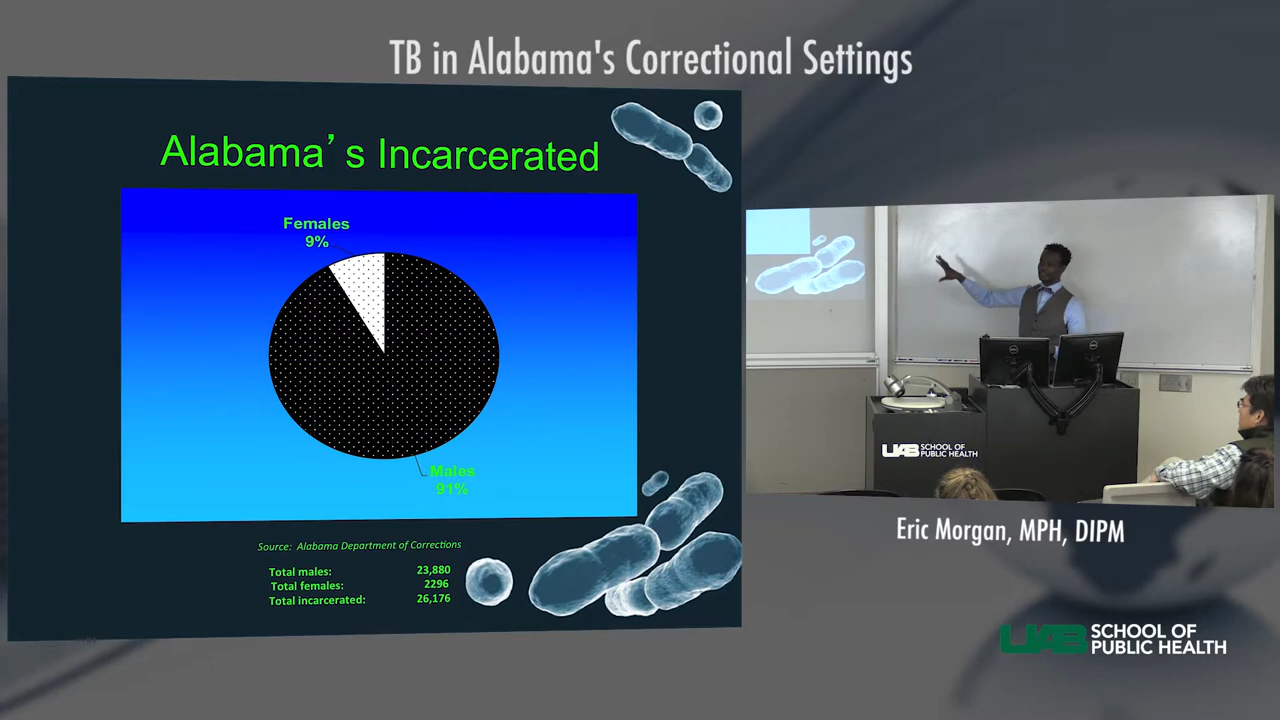 TB in Alabama's Correctional Settings
Alabama’s Incarcerated
Females
9%
Males
91%
Source: Alabama Department of Corrections
Total males: 23,880
Total females: 2296
Total incarcerated: 26,176
UAB SCHOOL OF
PUBLIC HEALTH
Eric Morgan, MPH, DIPM
UAB SCHOOL OF
PUBLIC HEALTH